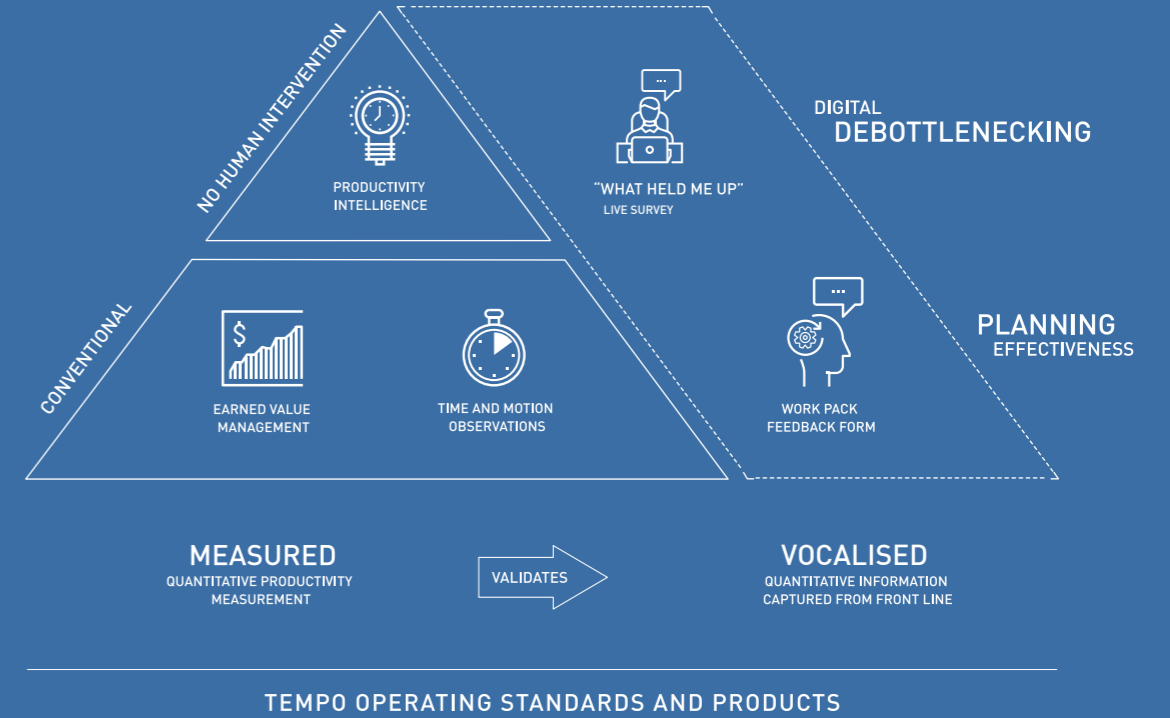 NO HUMAN INTERVENTION
PRODUCTIVITY
INTELLIGENCE
...
"WHAT HELD ME UP"
LIVE SURVEY
DIGITAL
DEBOTTLENECKING
CONVENTIONAL
$
EARNED VALUE
MANAGEMENT
TIME AND MOTION
OBSERVATIONS
...
WORK PACK
FEEDBACK FORM
PLANNING
EFFECTIVENESS
MEASURED
QUANTITATIVE PRODUCTIVITY
MEASUREMENT
VALIDATES
VOCALISED
QUANTITATIVE INFORMATION
CAPTURED FROM FRONT LINE
TEMPO OPERATING STANDARDS AND PRODUCTS